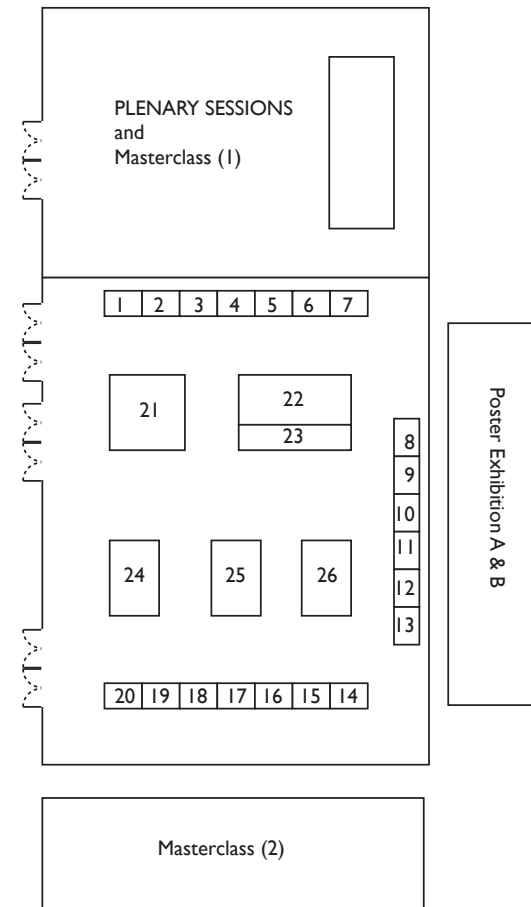 PLENARY SESSIONS
and
Masterclass (1)
1 2 3 4 5 6 7
21
22
23
8
9
10
11
12
13
24 25 26
20 19 18 17 16 15 14
Poster Exhibition A & B
Masterclass (2)